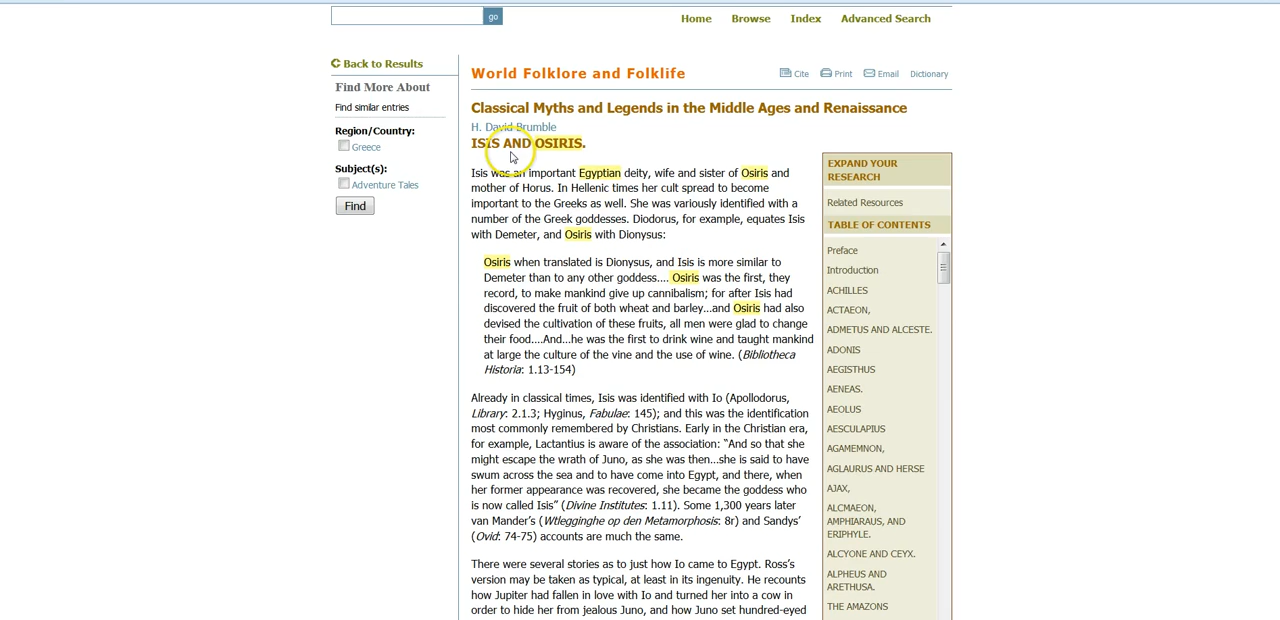 go
Home Browse Index Advanced Search
Back to Results
Find More About
Find similar entries
Region/Country:
Greece
Subject(s):
Adventure Tales
Find
World Folklore and Folklife
Cite Print Email Dictionary
Classical Myths and Legends in the Middle Ages and Renaissance
H. David Brumble
ISIS AND OSIRIS.
Isis was an important Egyptian deity, wife and sister of Osiris and
mother of Horus. In Hellenic times her cult spread to become
important to the Greeks as well. She was variously identified with a
number of the Greek goddesses. Diodorus, for example, equates Isis
with Demeter, and Osiris with Dionysus:
Osiris when translated is Dionysus, and Isis is more similar to
Demeter than to any other goddess.... Osiris was the first, they
record, to make mankind give up cannibalism; for after Isis had
discovered the fruit of both wheat and barley...and Osiris had also
devised the cultivation of these fruits, all men were glad to change
their food....And...he was the first to drink wine and taught mankind
at large the culture of the vine and the use of wine. (Bibliotheca
Historia: 1.13-154)
Already in classical times, Isis was identified with Io (Apollodorus,
Library: 2.1.3; Hyginus, Fabulae: 145); and this was the identification
most commonly remembered by Christians. Early in the Christian era,
for example, Lactantius is aware of the association: “And so that she
might escape the wrath of Juno, as she was then...she is said to have
swum across the sea and to have come into Egypt, and there, when
her former appearance was recovered, she became the goddess who
is now called Isis” (Divine Institutes: 1.11). Some 1,300 years later
van Mander’s (Wtlegginghe op den Metamorphosis: 8r) and Sandys’
(Ovid: 74-75) accounts are much the same.
There were several stories as to just how Io came to Egypt. Ross’s
version may be taken as typical, at least in its ingenuity. He recounts
how Jupiter had fallen in love with Io and turned her into a cow in
order to hide her from jealous Juno, and how Juno set hundred-eyed
EXPAND YOUR
RESEARCH
Related Resources
TABLE OF CONTENTS
Preface
Introduction
ACHILLES
ACTAEON,
ADMETUS AND ALCESTE.
ADONIS
AEGISTHUS
AENEAS.
AEOLUS
AESCULAPIUS
AGAMEMNON,
AGLAURUS AND HERSE
AJAX,
ALCMAEON,
AMPHIARAUS, AND
ERIPHYLE.
ALCYONE AND CEYX.
ALPHEUS AND
ARETHUSA.
THE AMAZONS